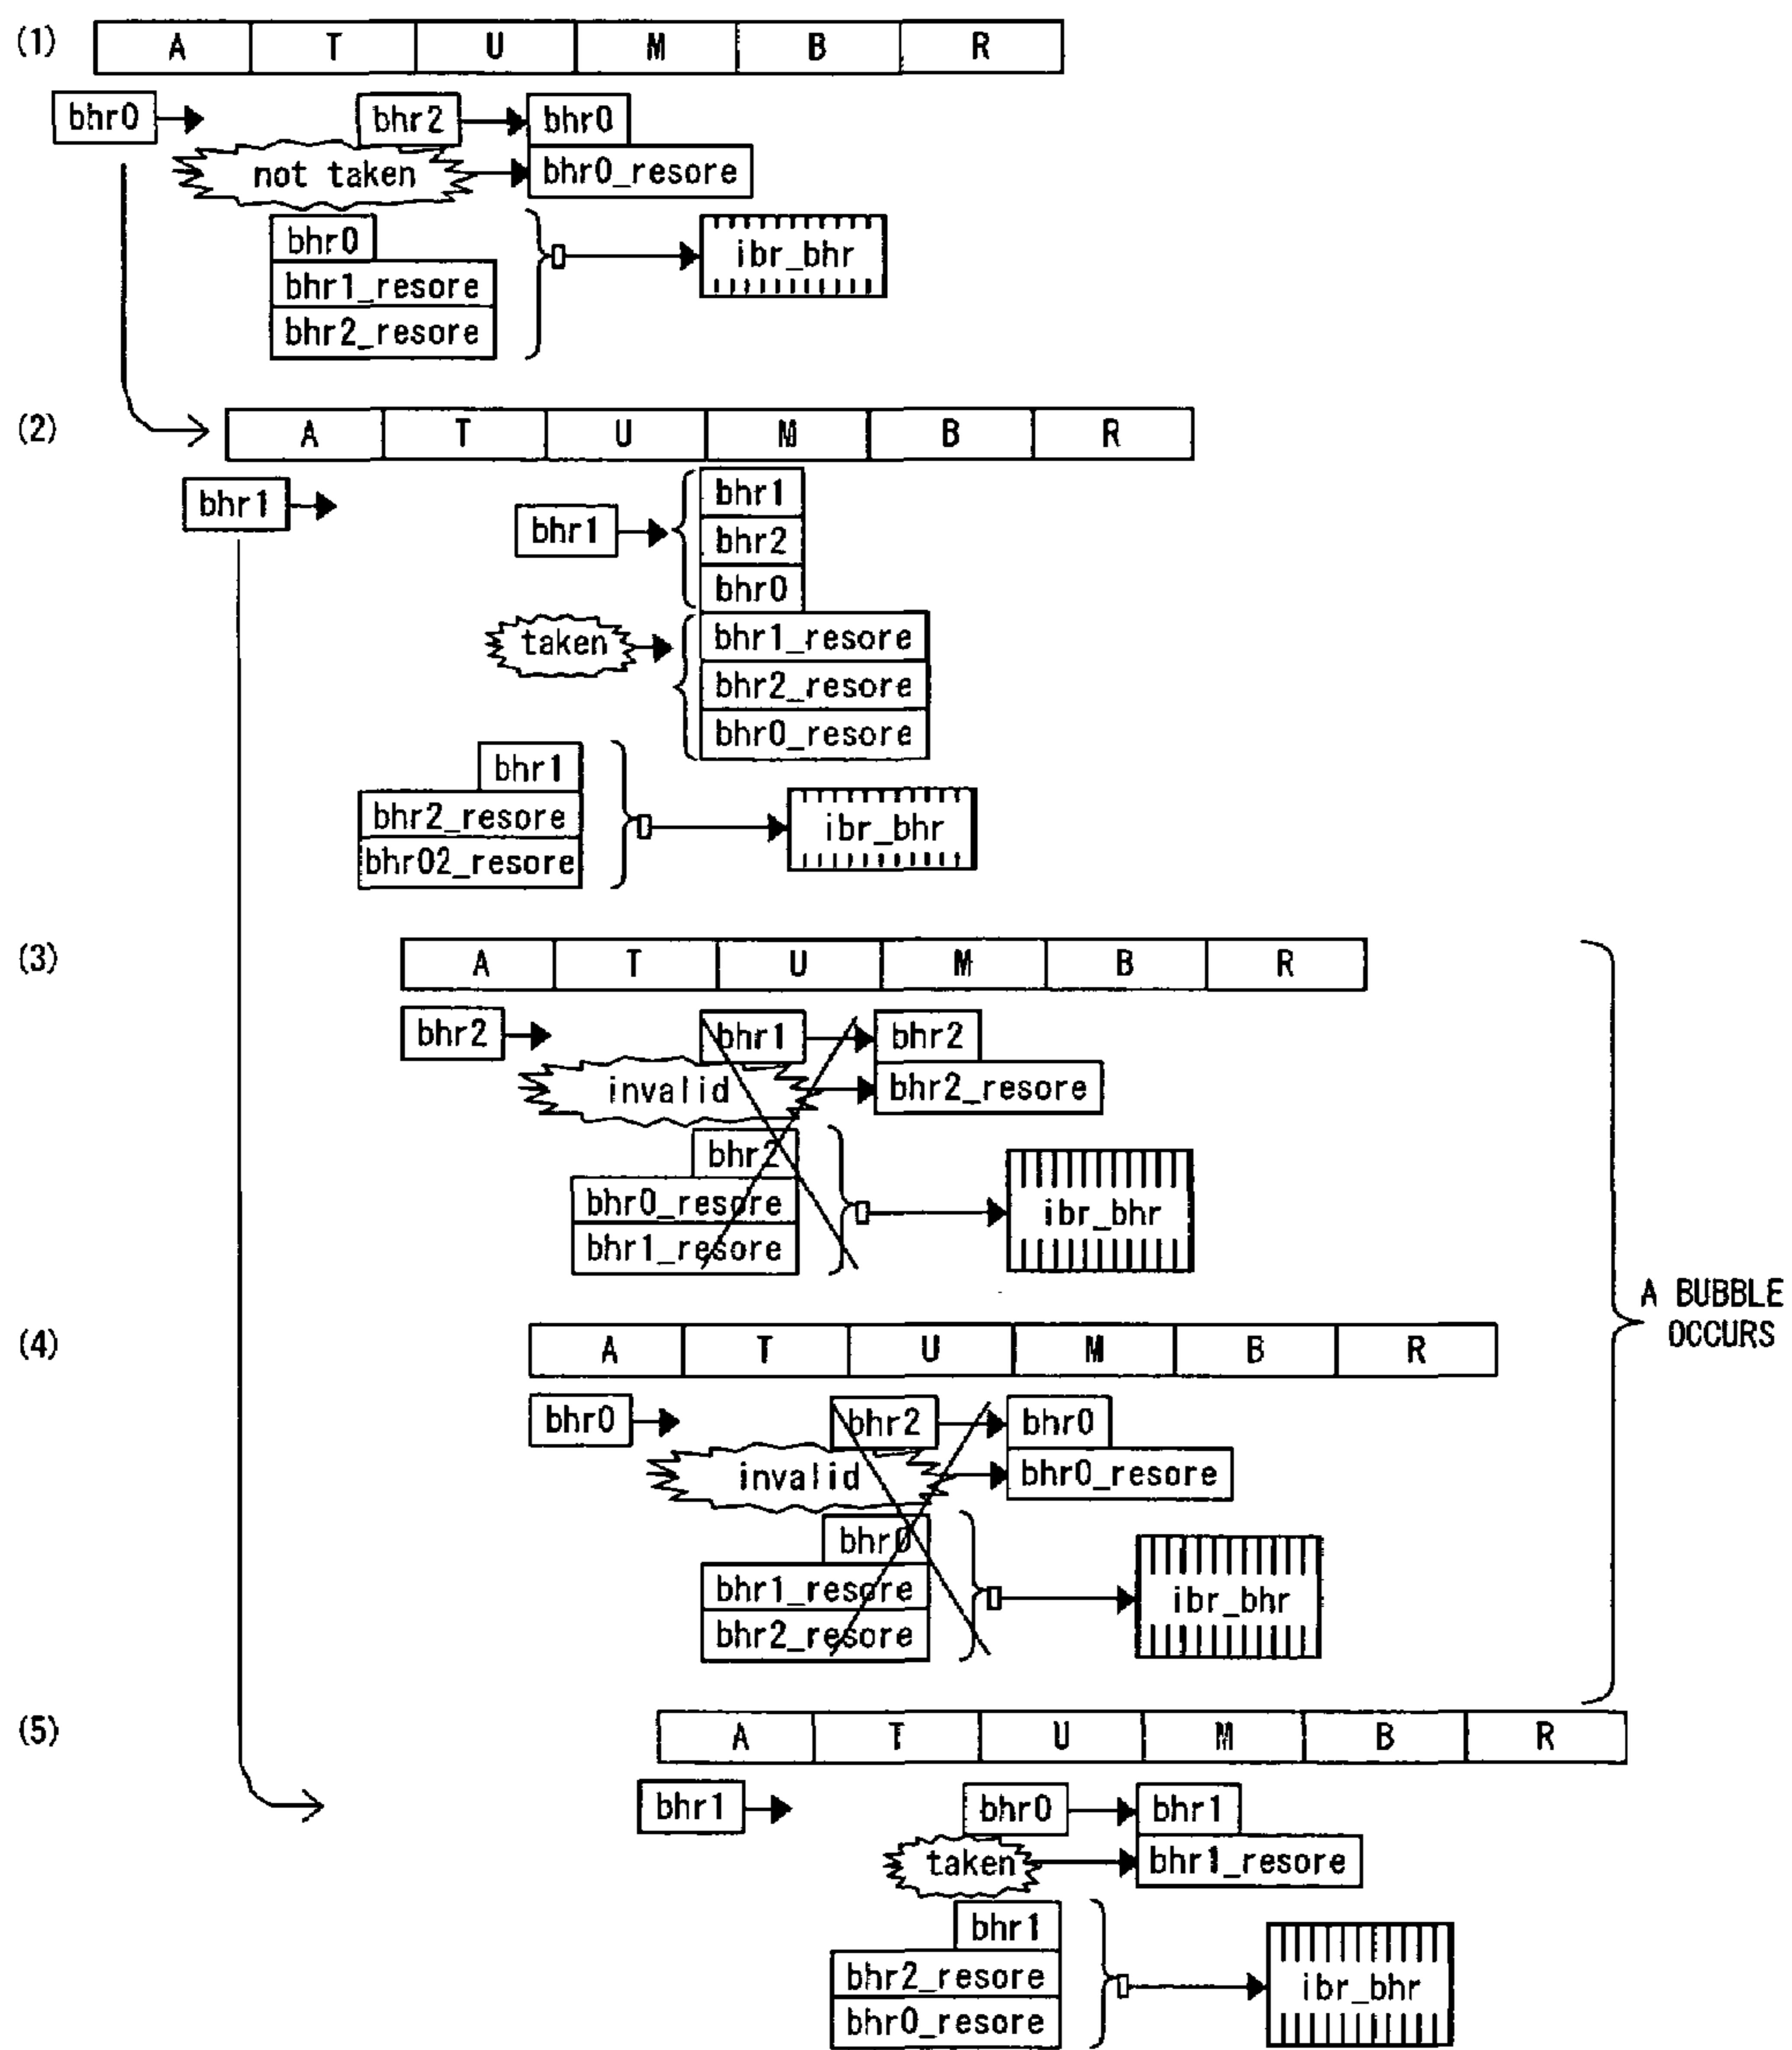 (1) A T U M B R
bhr0 bhr2 bhr0
not taken bhr0_resore
bhr0
ibr_bhr
bhr1_resore
bhr2_resore
(2) A T U M B R
bhr1 bhr1
bhr1 bhr2
bhr0
taken bhr1_resore
bhr2_resore
bhr0_resore
bhr1
bhr2_resore ibr_bhr
bhr02_resore
(3) A T U M B R
bhr2 bhr1 bhr2
invalid bhr2_resore
bhr2
bhr0_resore ibr_bhr
bhr1_resore
A BUBBLE
OCCURS
(4) A T U M B R
bhr0 bhr2 bhr0
invalid bhr0_resore
bhr0
bhr1_resore ibr_bhr
bhr2_resore
(5) A T U M B R
bhr1 bhr0 bhr1
taken bhr1_resore
bhr1
bhr2_resore ibr_bhr
bhr0_resore